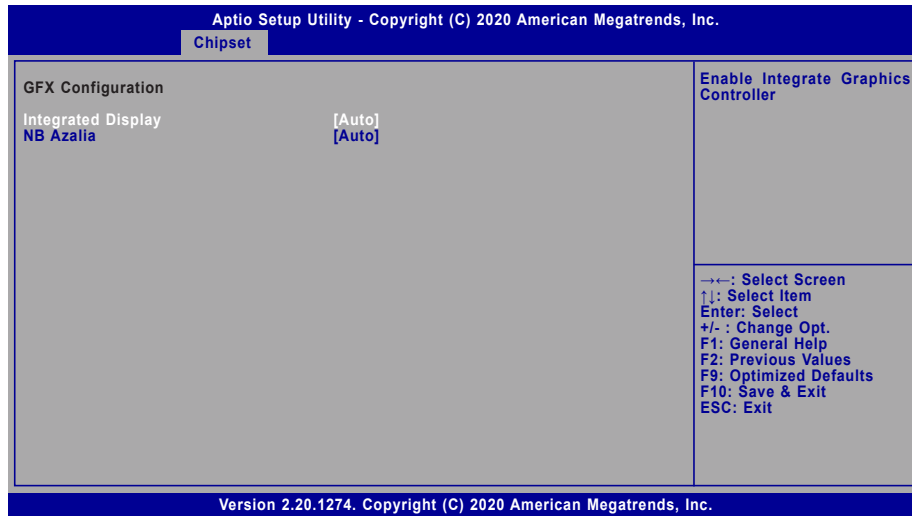 Aptio Setup Utility - Copyright (C) 2020 American Megatrends, Inc.
Chipset
GFX Configuration
Integrated Display [Auto]
NB Azalia [Auto]
Enable Integrate Graphics
Controller
→←: Select Screen
↑↓: Select Item
Enter: Select
+/- : Change Opt.
F1: General Help
F2: Previous Values
F9: Optimized Defaults
F10: Save & Exit
ESC: Exit
Version 2.20.1274. Copyright (C) 2020 American Megatrends, Inc.